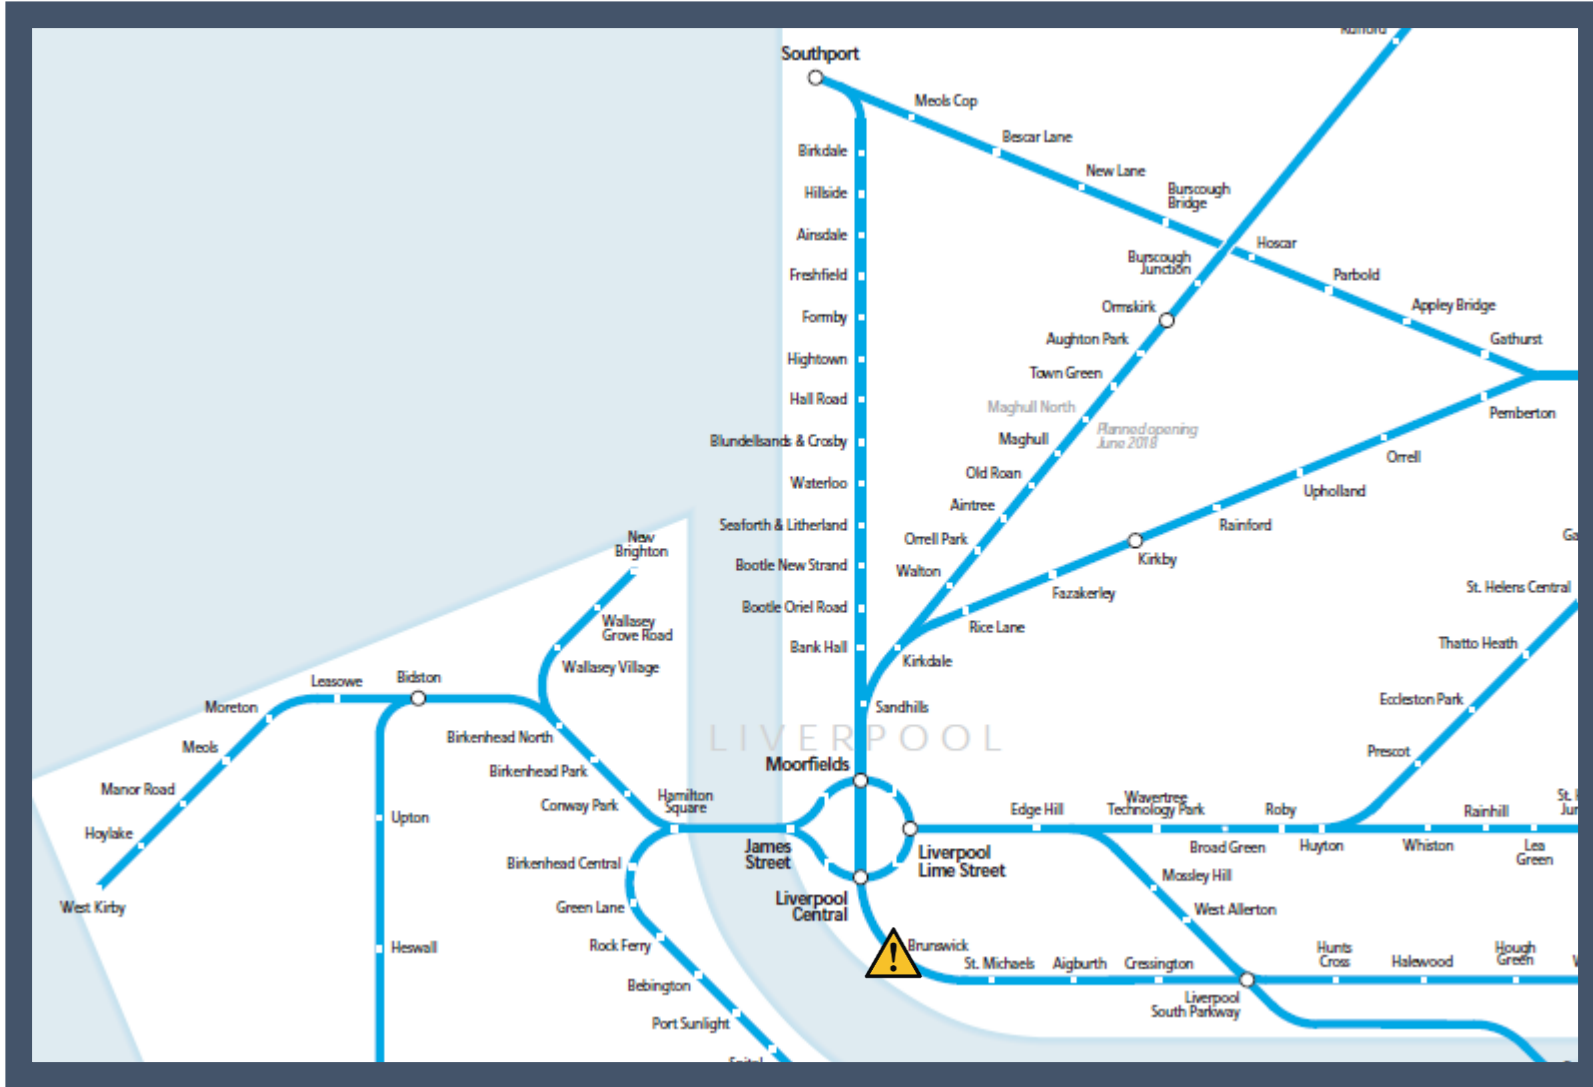 Rufford
Southport
Meols Cop
Bescar Lane
Birkdale
New Lane
Hillside
Burscough
Bridge
Ainsdale
Hoscar
Burscough
Junction
Freshfield
Parbold
Ormskirk
Appley Bridge
Formby
Aughton Park
Gathurst
Hightown
Town Green
Hall Road
Maghull North
Pemberton
Planned opening
June 2018
Maghull
Blundellsands & Crosby
Orrell
Old Roan
Waterloo
Upholland
Aintree
Seaforth & Litherland
Rainford
Orrell Park
New
Brighton
Kirkby
Bootle New Strand
Walton
Fazakerley
St. Helens Central
Bootle Oriel Road
Wallasey
Grove Road
Rice Lane
Thatto Heath
Bank Hall
Kirkdale
Wallasey Village
Leasowe
Bidston
Eccleston Park
Moreton
Sandhills
LIVERPOOL
Birkenhead North
Meols
Prescot
Moorfields
Birkenhead Park
Manor Road
Hamilton
Square
Conway Park
Wavertree
Technology Park
Edge Hill
Roby
Rainhill
St. H
Jun
Upton
Hoylake
James
Street
Broad Green
Huyton
Whiston
Lea
Green
Liverpool
Lime Street
Birkenhead Central
Mossley Hill
West Kirby
Green Lane
Liverpool
Central
West Allerton
Heswall
Rock Ferry
Brunswick
St. Michaels
Aigburth
Cressington
Hunts
Cross
Halewood
Hough
Green
Bebington
Liverpool
South Parkway
Port Sunlight
Spital